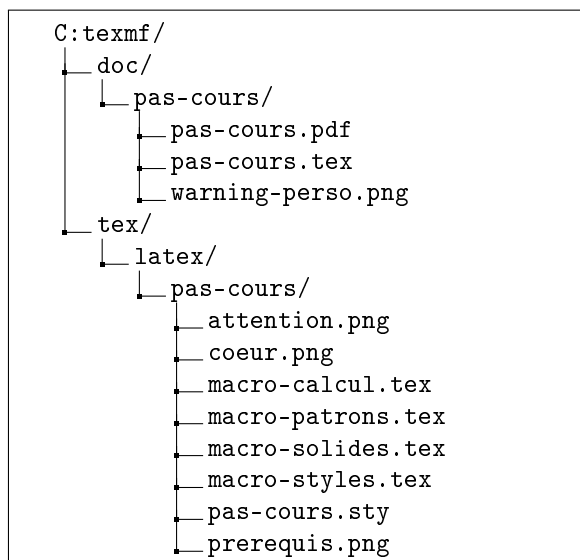 C:texmf/
doc/
pas-cours/
pas-cours.pdf
pas-cours.tex
warning-perso.png
tex/
latex/
pas-cours/
attention.png
coeur.png
macro-calcul.tex
macro-patrons.tex
macro-solides.tex
macro-styles.tex
pas-cours.sty
prerequis.png